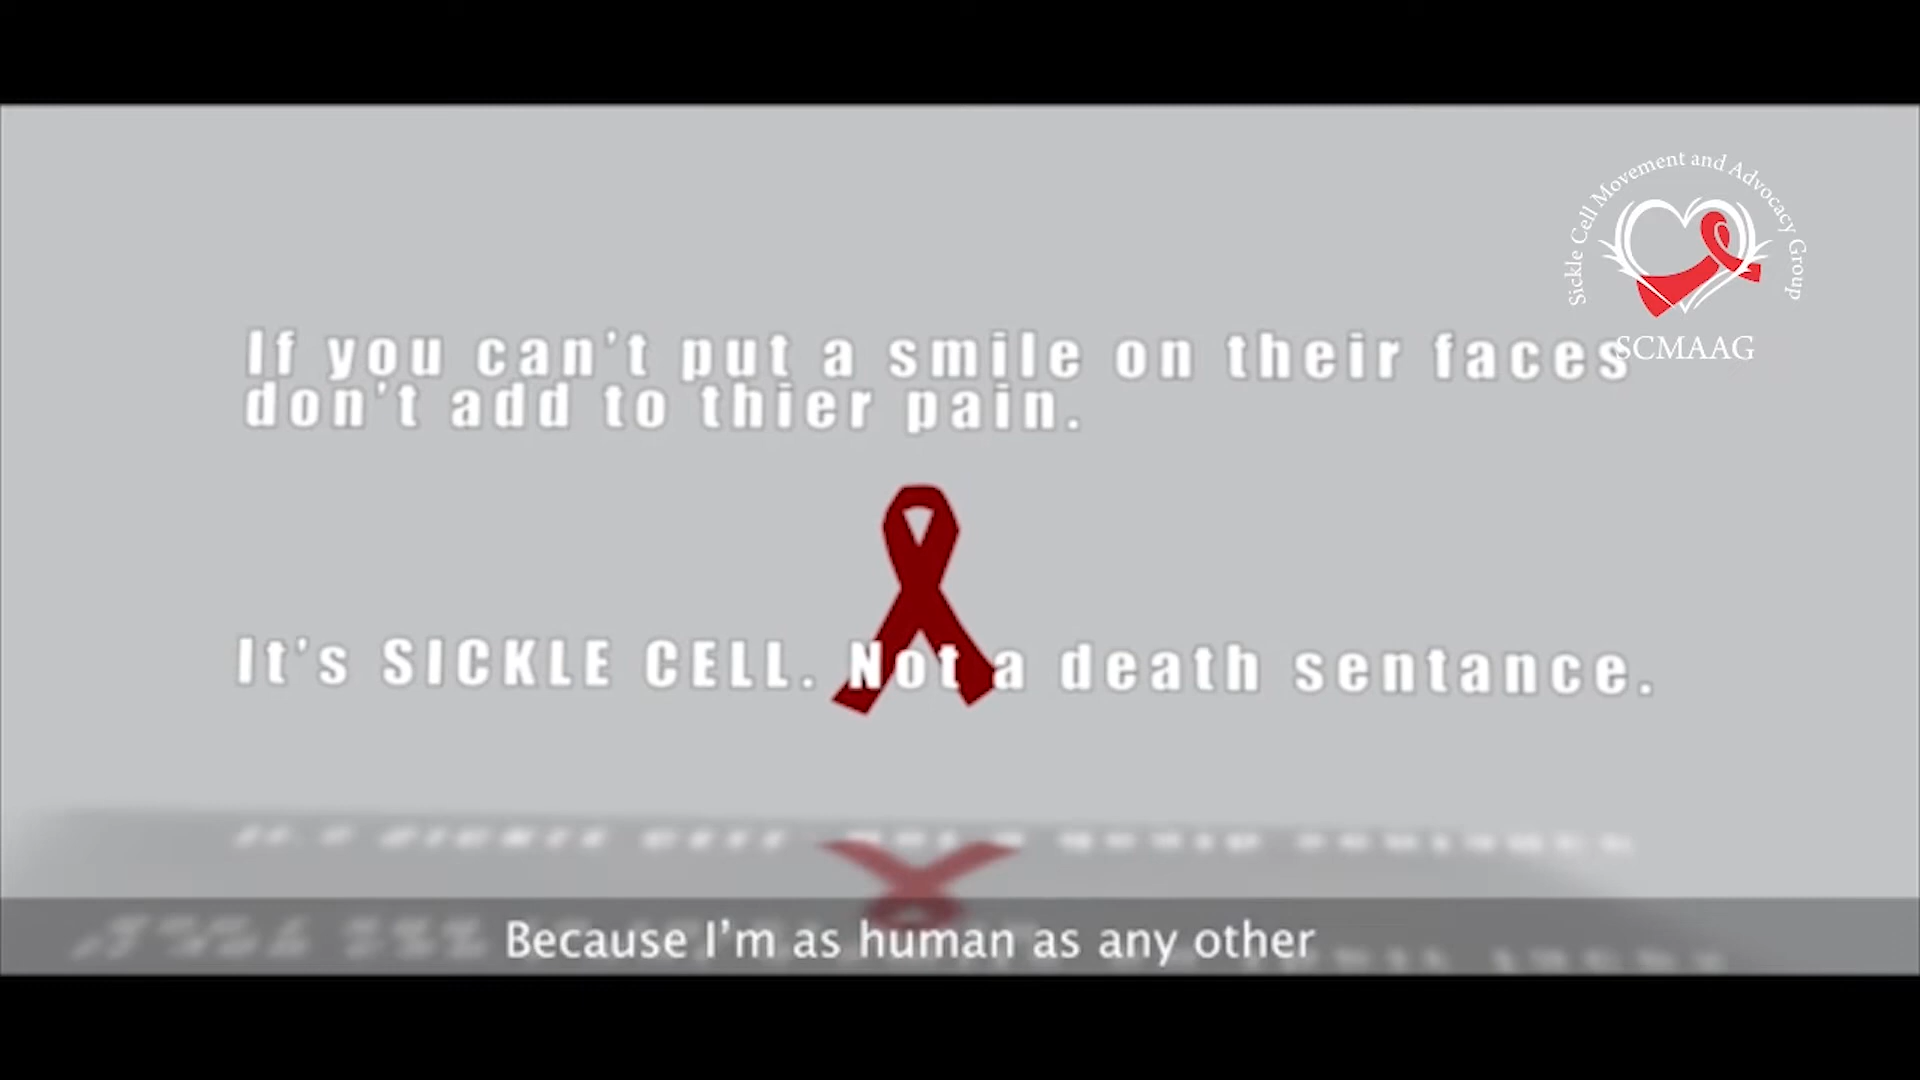 Sickle Cell Movement and Advocacy Group
SCMAAG
If you can't put a smile on their faces
don't add to thier pain.
It's SICKLE CELL. Not a death sentance.
Because I'm as human as any other